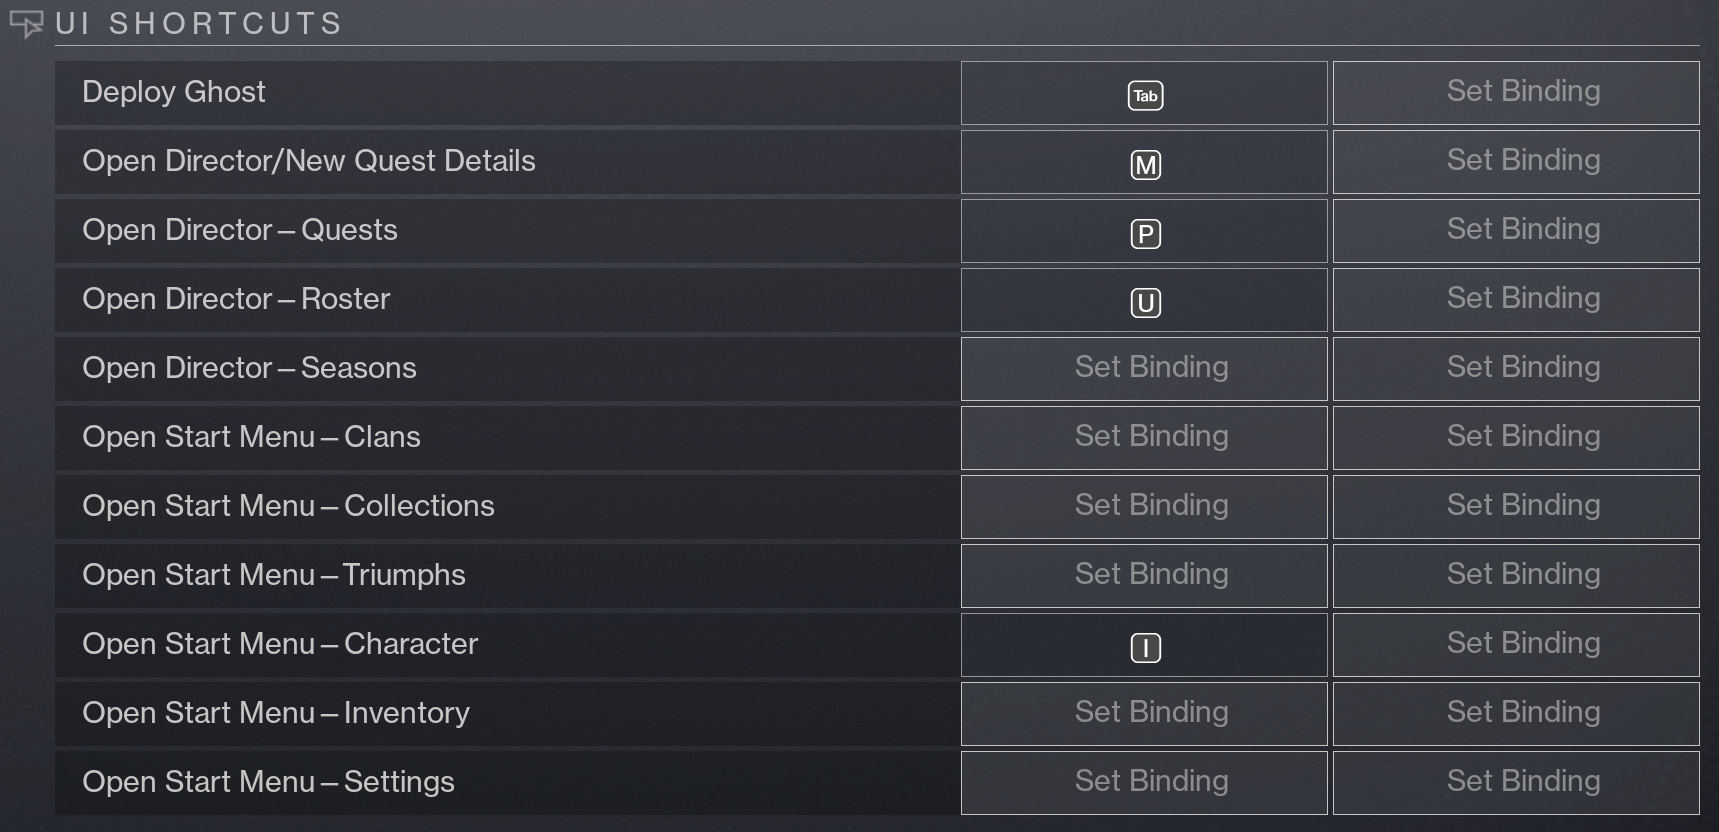 UI SHORTCUTS
Deploy Ghost Tab Set Binding
Open Director/New Quest Details M Set Binding
Open Director—Quests P Set Binding
Open Director—Roster U Set Binding
Open Director—Seasons Set Binding Set Binding
Open Start Menu—Clans Set Binding Set Binding
Open Start Menu—Collections Set Binding Set Binding
Open Start Menu—Triumphs Set Binding Set Binding
Open Start Menu—Character I Set Binding
Open Start Menu—Inventory Set Binding Set Binding
Open Start Menu—Settings Set Binding Set Binding